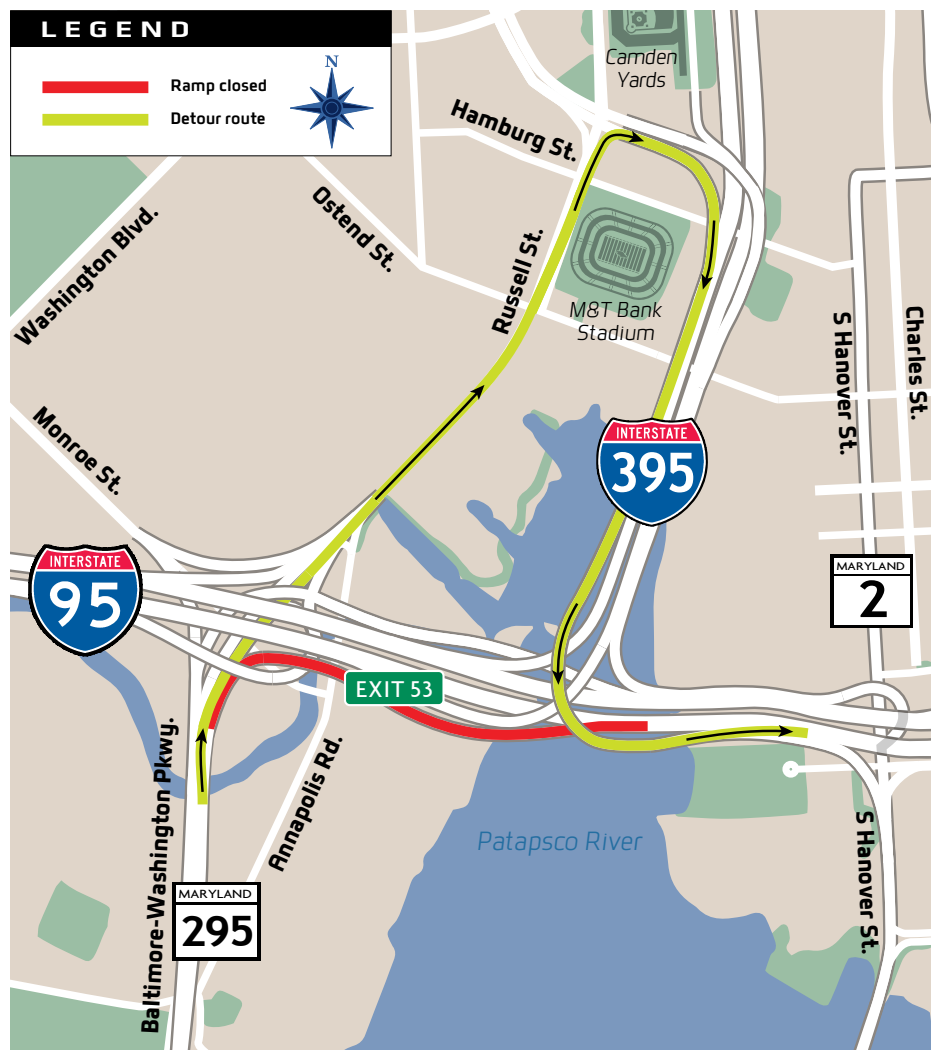 LEGEND
Ramp closed
Detour route
N
Camden
Yards
Hamburg St.
Ostend St.
Washington Blvd.
Russell St.
M&T Bank
Stadium
S Hanover St.
Charles St.
Monroe St.
INTERSTATE
395
INTERSTATE
95
MARYLAND
2
EXIT 53
Baltimore-Washington Pkwy.
Annapolis Rd.
Patapsco River
S Hanover St.
MARYLAND
295